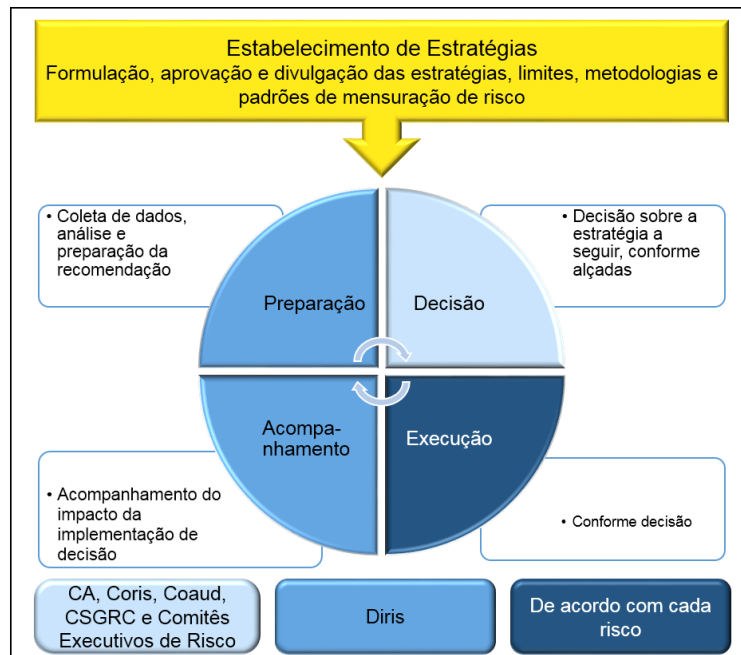 Estabelecimento de Estratégias
Formulação, aprovação e divulgação das estratégias, limites, metodologias e
padrões de mensuração de risco
• Coleta de dados,
análise e
preparação da
recomendação
Preparação
Decisão
• Decisão sobre a
estratégia a
seguir, conforme
alçadas
Acompa-
nhamento
Execução
• Acompanhamento do
impacto da
implementação de
decisão
• Conforme decisão
CA, Coris, Coaud,
CSGRC e Comitês
Executivos de Risco
Diris
De acordo com cada
risco